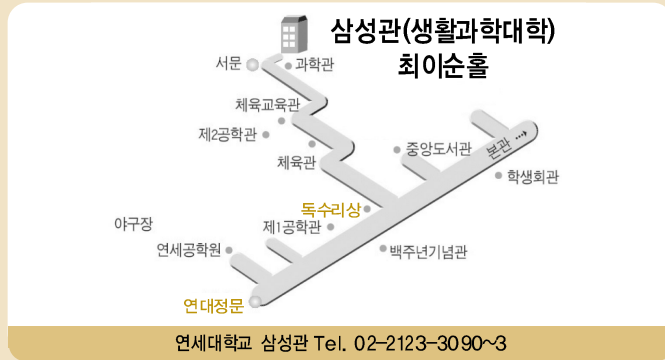 삼성관(생활과학대학)
최이순홀
서문
과학관
체육교육관
제2공학관
체육관
중앙도서관
본관
학생회관
독수리상
야구장
제1공학관
연세공학원
백주년기념관
연대정문
연세대학교 삼성관 Tel. 02-2123-3090~3